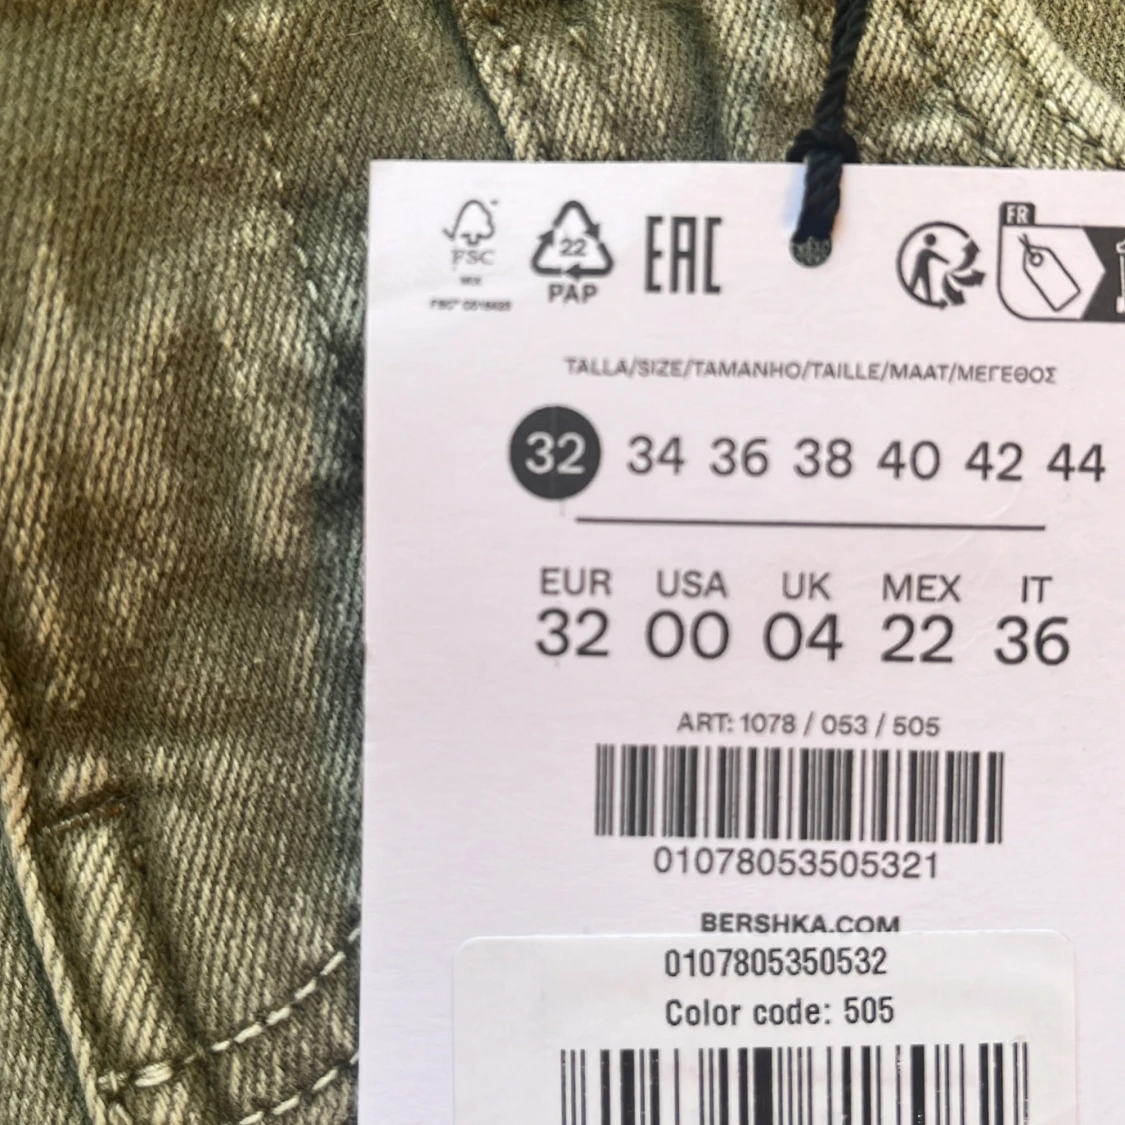 FSC
MIX
22
PAP
EAC
FR
TALLA/SIZE/TAMANHO/TAILLE/MAAT/ΜΕΓΕΘΟΣ
32 34 36 38 40 42 44
EUR USA UK MEX IT
32 00 04 22 36
ART: 1078 / 053 / 505
01078053505321
BERSHKA.COM
0107805350532
Color code: 505